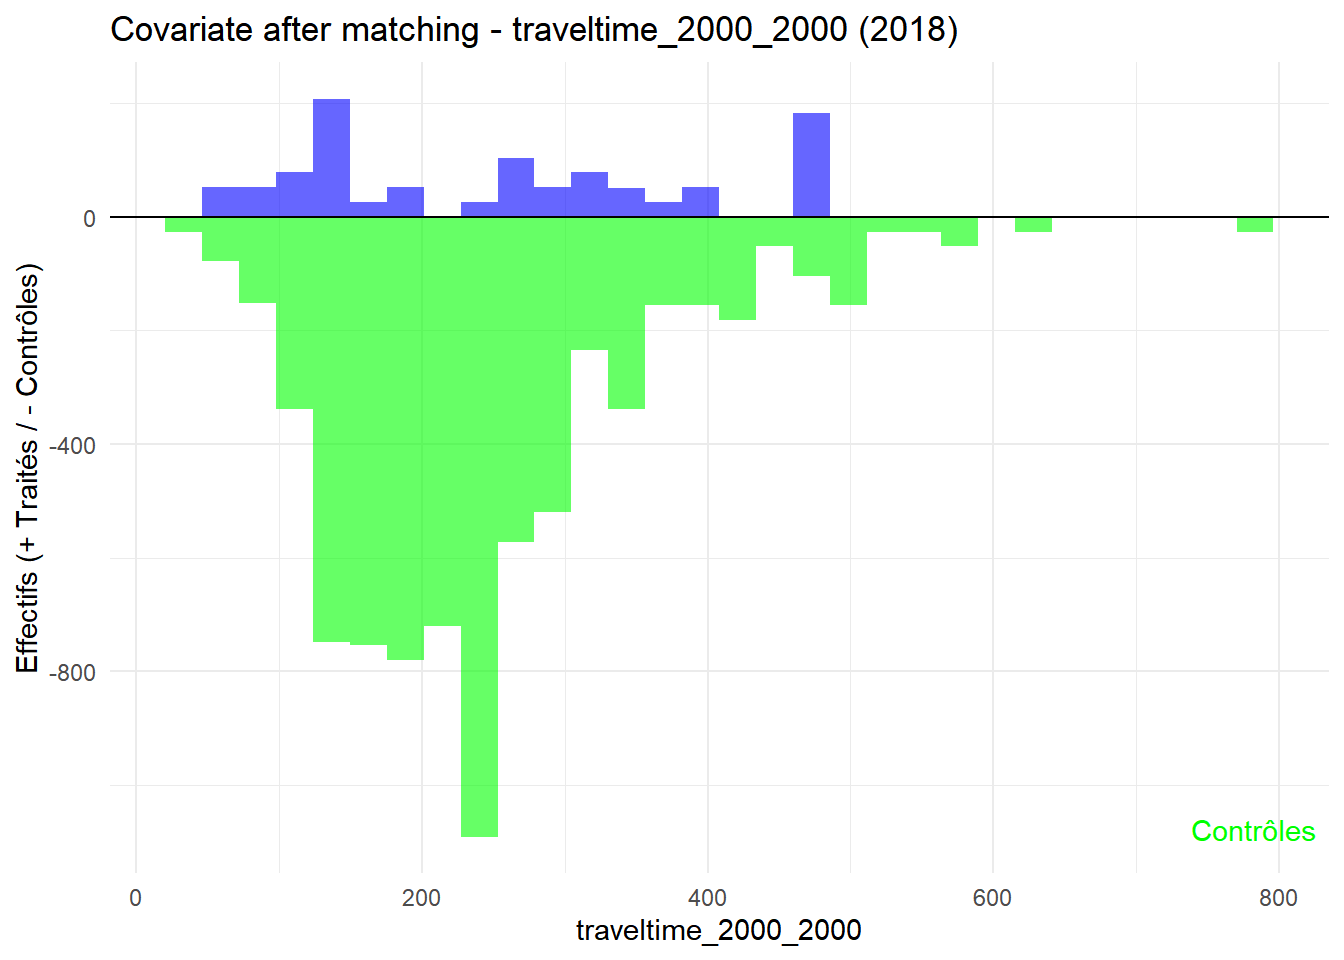 Covariate after matching - traveltime_2000_2000 (2018)
Effectifs (+ Traités / - Contrôles)
0
-400
-800
Contrôles
0
200
400
600
800
traveltime_2000_2000